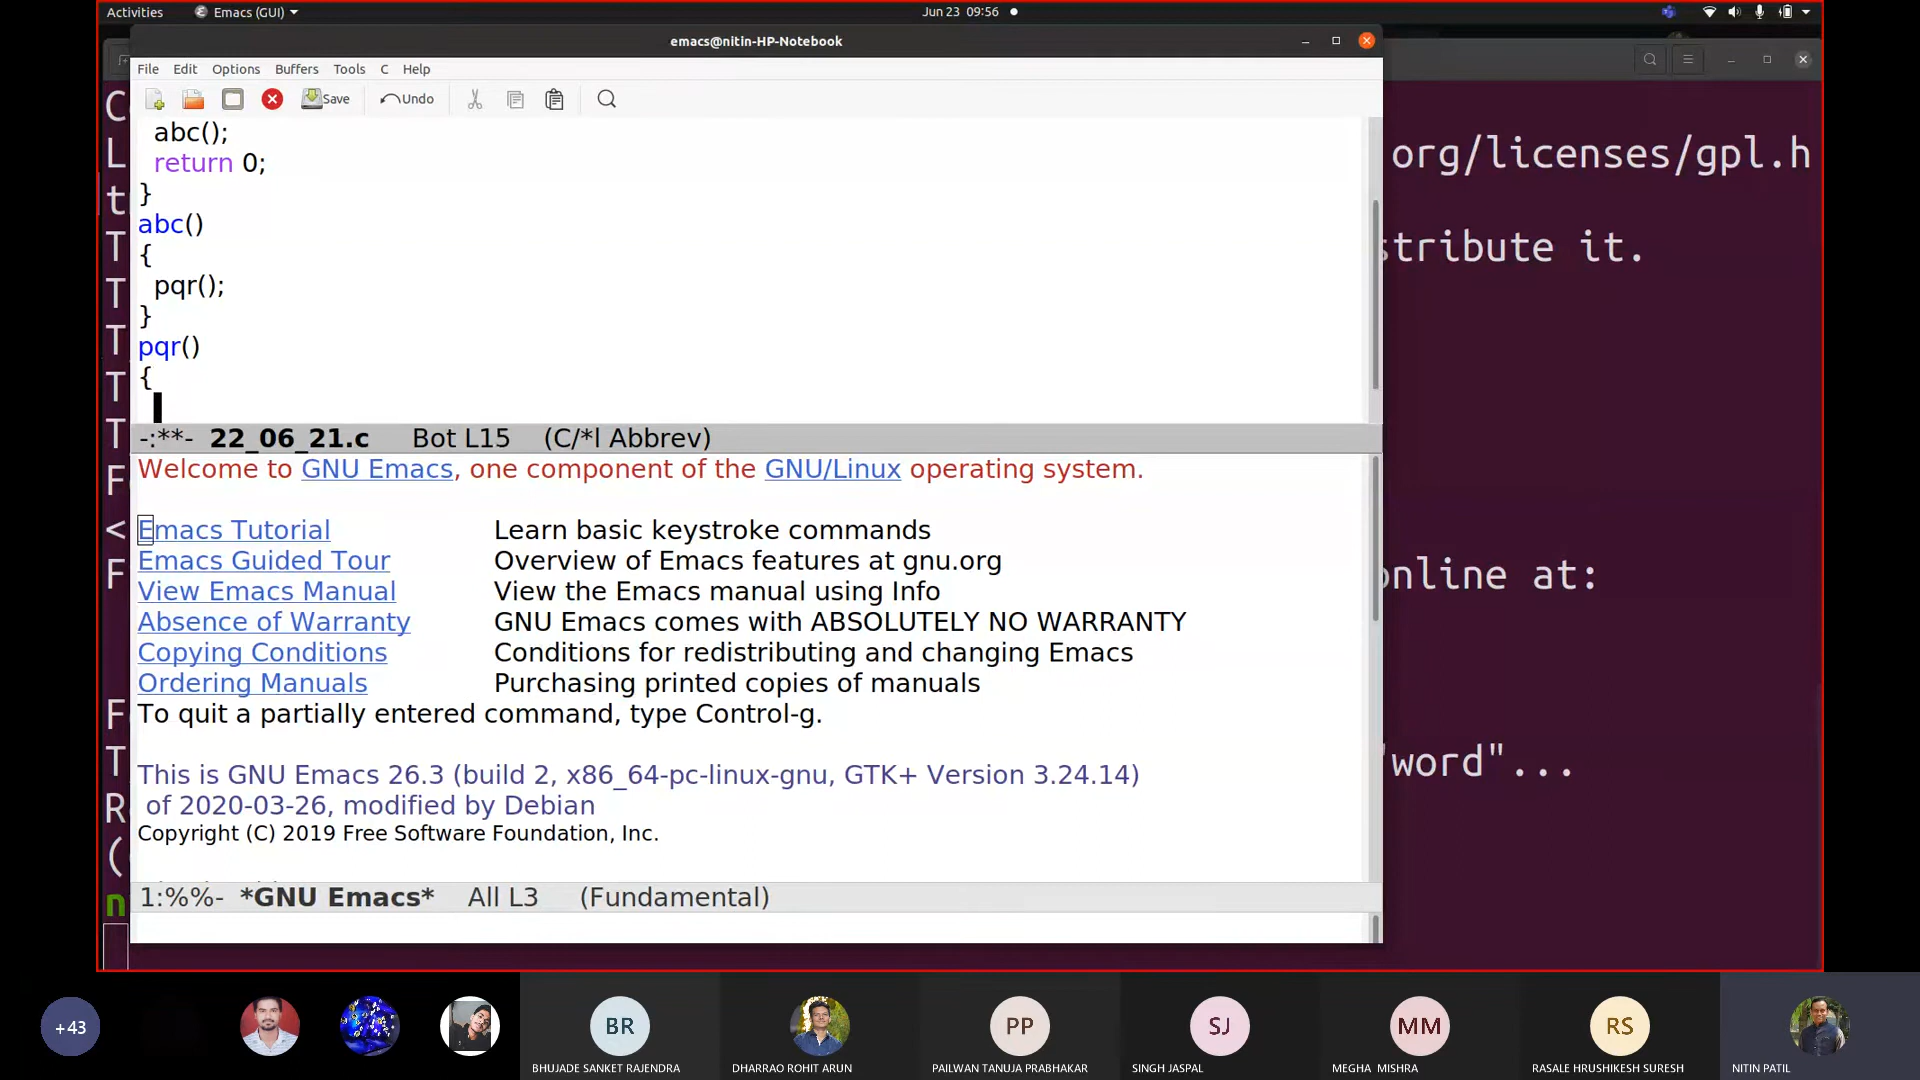 Activities Emacs (GUI) Jun 23 09:56
emacs@nitin-HP-Notebook
File Edit Options Buffers Tools C Help
Save Undo
abc();
return 0;
}
abc()
{
pqr();
}
pqr()
{
-:**- 22_06_21.c Bot L15 (C/*l Abbrev)
Welcome to GNU Emacs, one component of the GNU/Linux operating system.
Emacs Tutorial Learn basic keystroke commands
Emacs Guided Tour Overview of Emacs features at gnu.org
View Emacs Manual View the Emacs manual using Info
Absence of Warranty GNU Emacs comes with ABSOLUTELY NO WARRANTY
Copying Conditions Conditions for redistributing and changing Emacs
Ordering Manuals Purchasing printed copies of manuals
To quit a partially entered command, type Control-g.
This is GNU Emacs 26.3 (build 2, x86_64-pc-linux-gnu, GTK+ Version 3.24.14)
of 2020-03-26, modified by Debian
Copyright (C) 2019 Free Software Foundation, Inc.
1:%%- *GNU Emacs* All L3 (Fundamental)
C
L
t
T
T
T
T
T
F
<
F
F
T
R
(
n
org/licenses/gpl.h
stribute it.
online at:
"word"...
+43
BR
PP
SJ
MM
RS
BHUJADE SANKET RAJENDRA
DHARRAO ROHIT ARUN
PAILWAN TANUJA PRABHAKAR
SINGH JASPAL
MEGHA MISHRA
RASALE HRUSHIKESH SURESH
NITIN PATIL